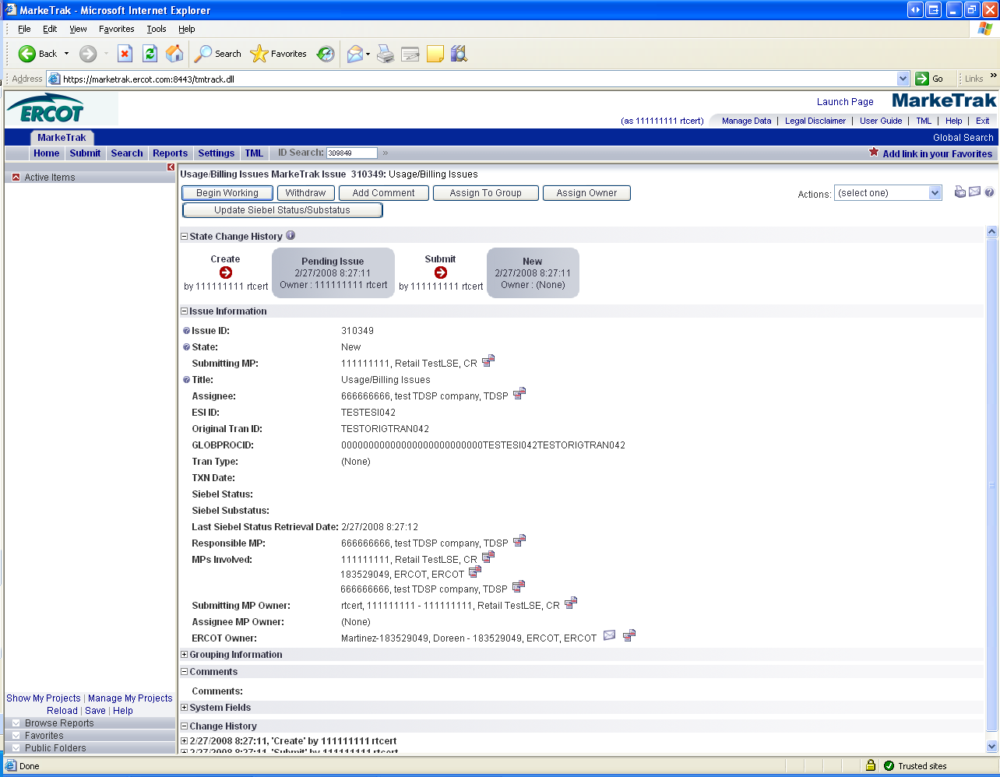 MarkeTrak - Microsoft Internet Explorer
File Edit View Favorites Tools Help
Back Search Favorites
Address https://marketrak.ercot.com:8443/tmtrack.dll Go Links »
ERCOT
Launch Page MarkeTrak
(as 111111111 rtcert) Manage Data | Legal Disclaimer | User Guide | TML | Help | Exit
MarkeTrak Global Search
Home Submit Search Reports Settings TML ID Search: 309849 » Add link in your Favorites
Active Items
Usage/Billing Issues MarkeTrak Issue 310349: Usage/Billing Issues
Begin Working Withdraw Add Comment Assign To Group Assign Owner Actions: (select one)
Update Siebel Status/Substatus
State Change History
Create
by 111111111 rtcert
Pending Issue
2/27/2008 8:27:11
Owner : 111111111 rtcert
Submit
by 111111111 rtcert
New
2/27/2008 8:27:11
Owner : (None)
Issue Information
Issue ID: 310349
State: New
Submitting MP: 111111111, Retail TestLSE, CR
Title: Usage/Billing Issues
Assignee: 666666666, test TDSP company, TDSP
ESI ID: TESTESI042
Original Tran ID: TESTORIGTRAN042
GLOBPROCID: 00000000000000000000000000TESTESI042TESTORIGTRAN042
Tran Type: (None)
TXN Date:
Siebel Status:
Siebel Substatus:
Last Siebel Status Retrieval Date: 2/27/2008 8:27:12
Responsible MP: 666666666, test TDSP company, TDSP
MPs Involved: 111111111, Retail TestLSE, CR
183529049, ERCOT, ERCOT
666666666, test TDSP company, TDSP
Submitting MP Owner: rtcert, 111111111 - 111111111, Retail TestLSE, CR
Assignee MP Owner: (None)
ERCOT Owner: Martinez-183529049, Doreen - 183529049, ERCOT, ERCOT
Grouping Information
Comments
Comments:
System Fields
Change History
2/27/2008 8:27:11, 'Create' by 111111111 rtcert
2/27/2008 8:27:11, 'Submit' by 111111111 rtcert
Show My Projects | Manage My Projects
Reload | Save | Help
Browse Reports
Favorites
Public Folders
Done Trusted sites